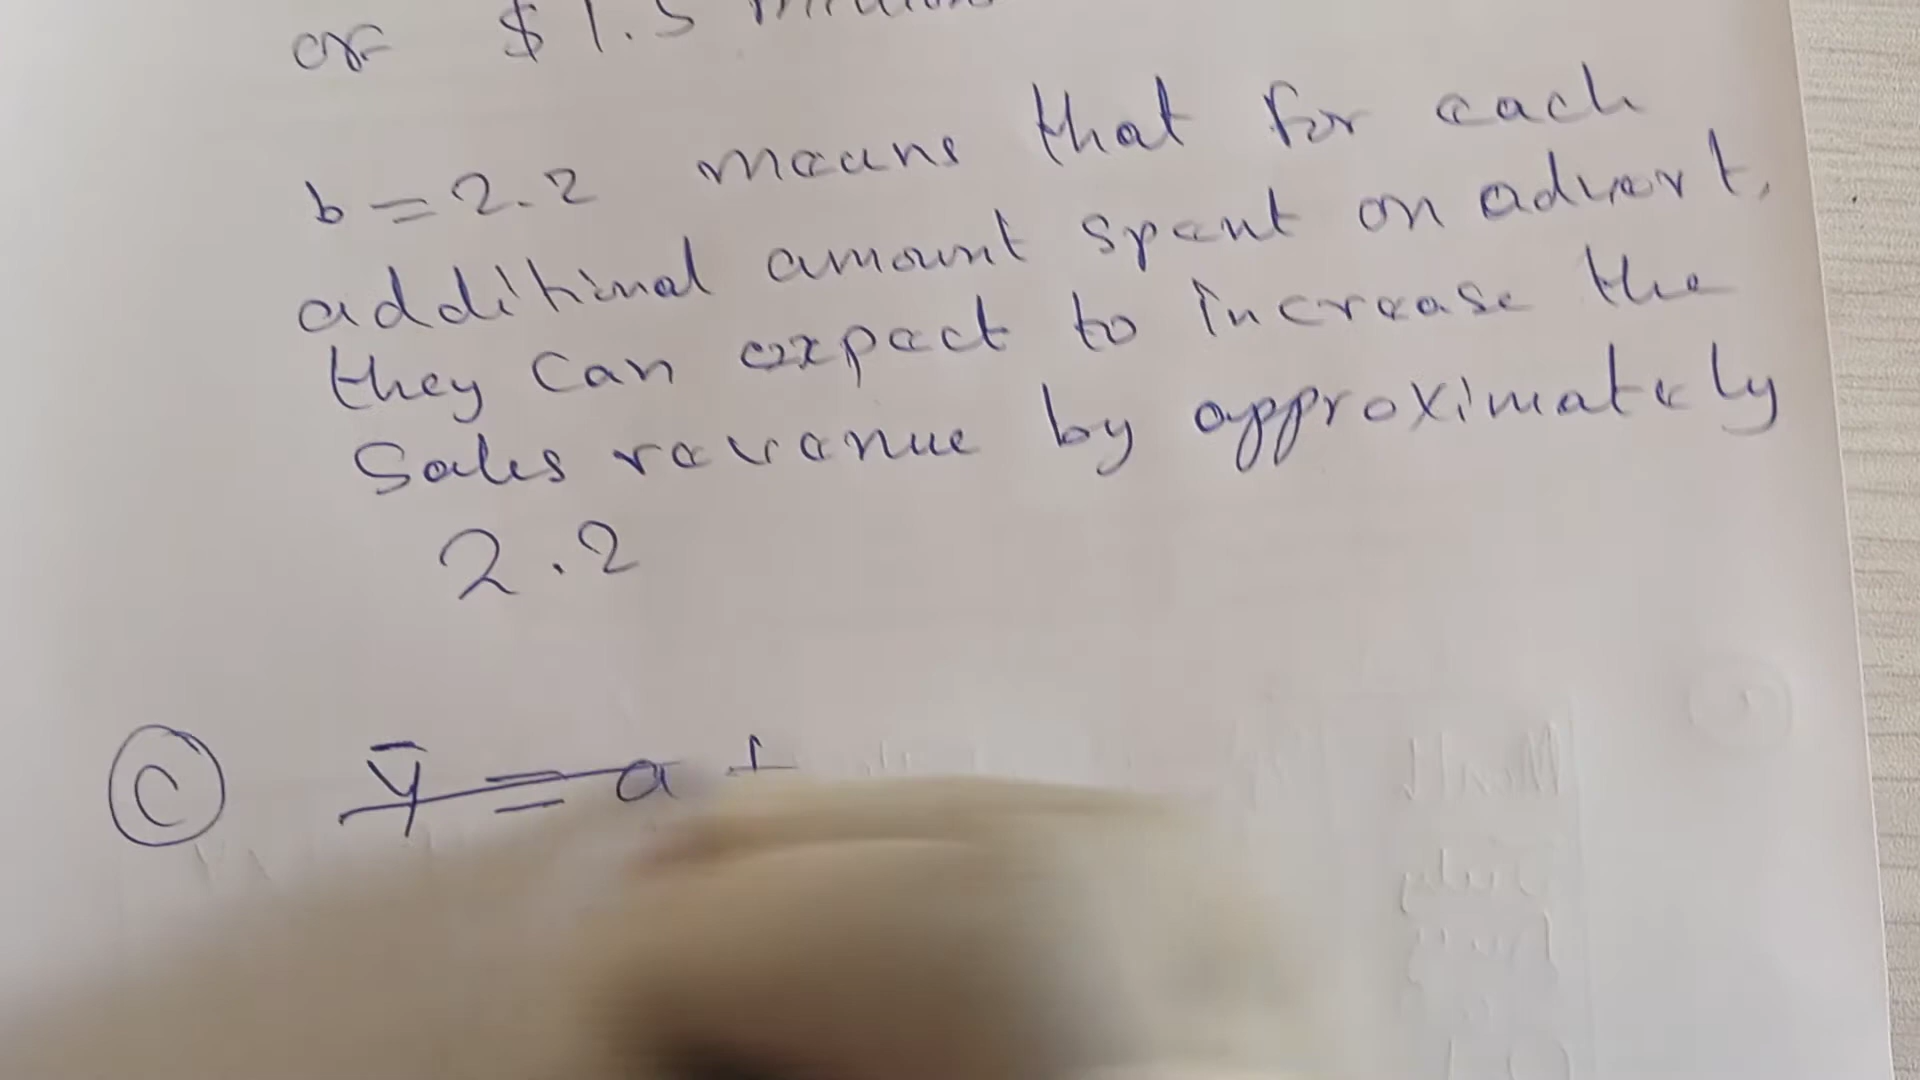 of $1.5
b = 2.2 means that for each
additional amount spent on advert.
they can expect to increase the
Sales revenue by approximately
2.2
C ȳ = a +